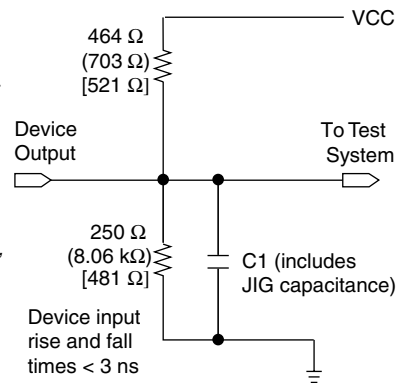 VCC
464 Ω
(703 Ω)
[521 Ω]
Device
Output
To Test
System
250 Ω
(8.06 kΩ)
[481 Ω]
C1 (includes
JIG capacitance)
Device input
rise and fall
times < 3 ns